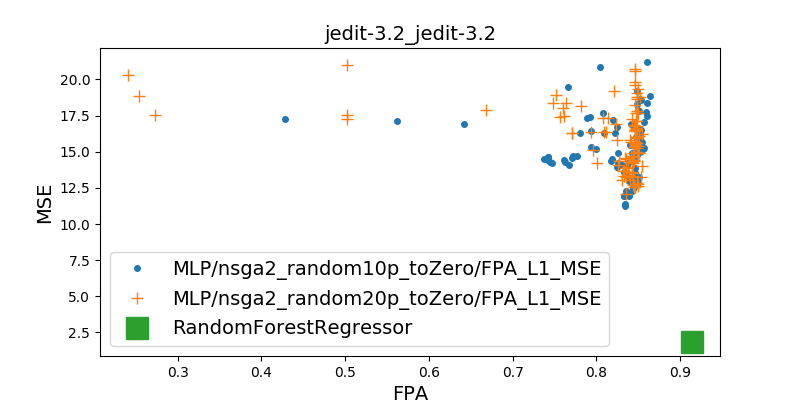 jedit-3.2_jedit-3.2
MSE
20.0
17.5
15.0
12.5
10.0
7.5
5.0
2.5
MLP/nsga2_random10p_toZero/FPA_L1_MSE
MLP/nsga2_random20p_toZero/FPA_L1_MSE
RandomForestRegressor
0.3 0.4 0.5 0.6 0.7 0.8 0.9
FPA